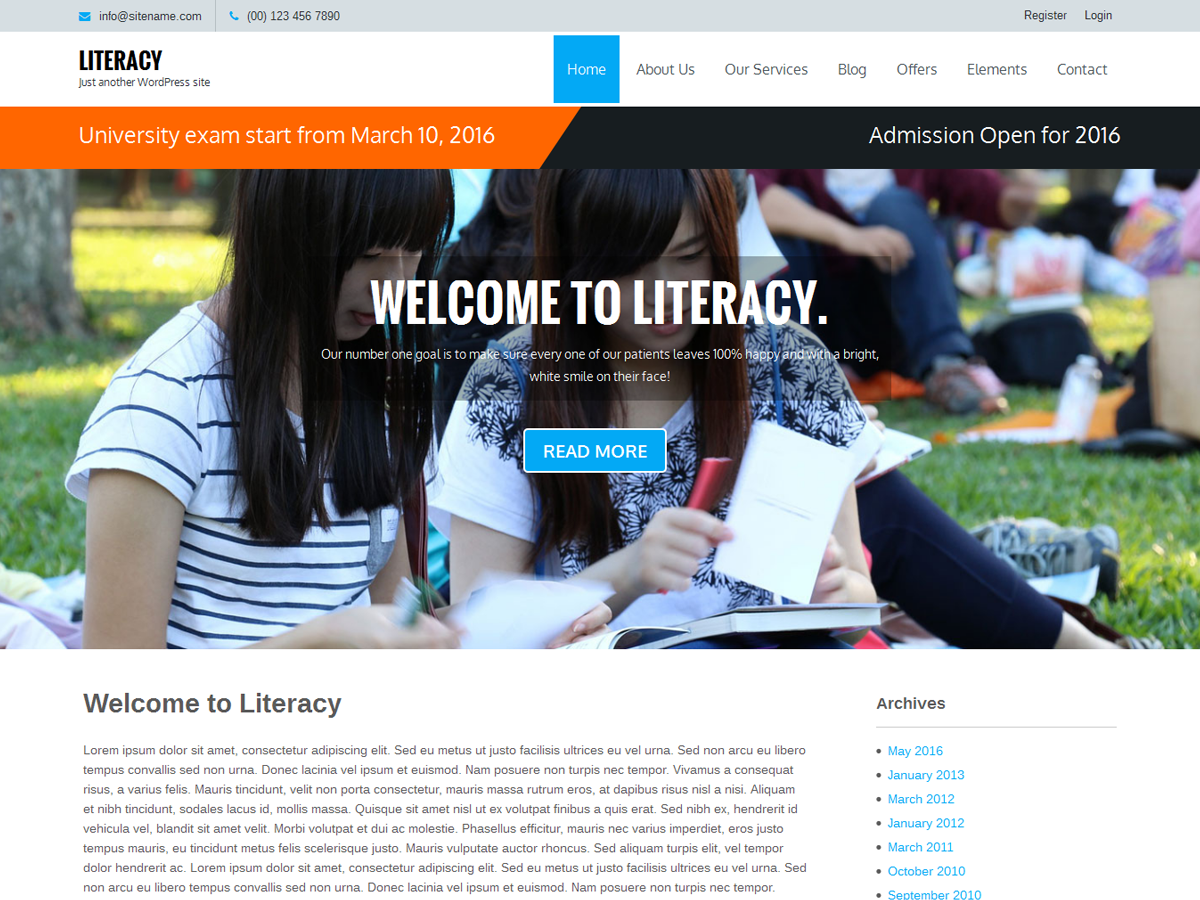 info@sitename.com (00) 123 456 7890 Register Login
LITERACY
Just another WordPress site
Home About Us Our Services Blog Offers Elements Contact
University exam start from March 10, 2016 Admission Open for 2016
WELCOME TO LITERACY.
Our number one goal is to make sure every one of our patients leaves 100% happy and with a bright,
white smile on their face!
READ MORE
Welcome to Literacy
Lorem ipsum dolor sit amet, consectetur adipiscing elit. Sed eu metus ut justo facilisis ultrices eu vel urna. Sed non arcu eu libero
tempus convallis sed non urna. Donec lacinia vel ipsum et euismod. Nam posuere non turpis nec tempor. Vivamus a consequat
risus, a varius felis. Mauris tincidunt, velit non porta consectetur, mauris massa rutrum eros, at dapibus risus nisl a nisi. Aliquam
et nibh tincidunt, sodales lacus id, mollis massa. Quisque sit amet nisl ut ex volutpat finibus a quis erat. Sed nibh ex, hendrerit id
vehicula vel, blandit sit amet velit. Morbi volutpat et dui ac molestie. Phasellus efficitur, mauris nec varius imperdiet, eros justo
tempus mauris, eu tincidunt metus felis scelerisque justo. Mauris vulputate auctor rhoncus. Sed aliquam turpis elit, vel tempor
dolor hendrerit ac. Lorem ipsum dolor sit amet, consectetur adipiscing elit. Sed eu metus ut justo facilisis ultrices eu vel urna. Sed
non arcu eu libero tempus convallis sed non urna. Donec lacinia vel ipsum et euismod. Nam posuere non turpis nec tempor.
Archives
May 2016
January 2013
March 2012
January 2012
March 2011
October 2010
September 2010